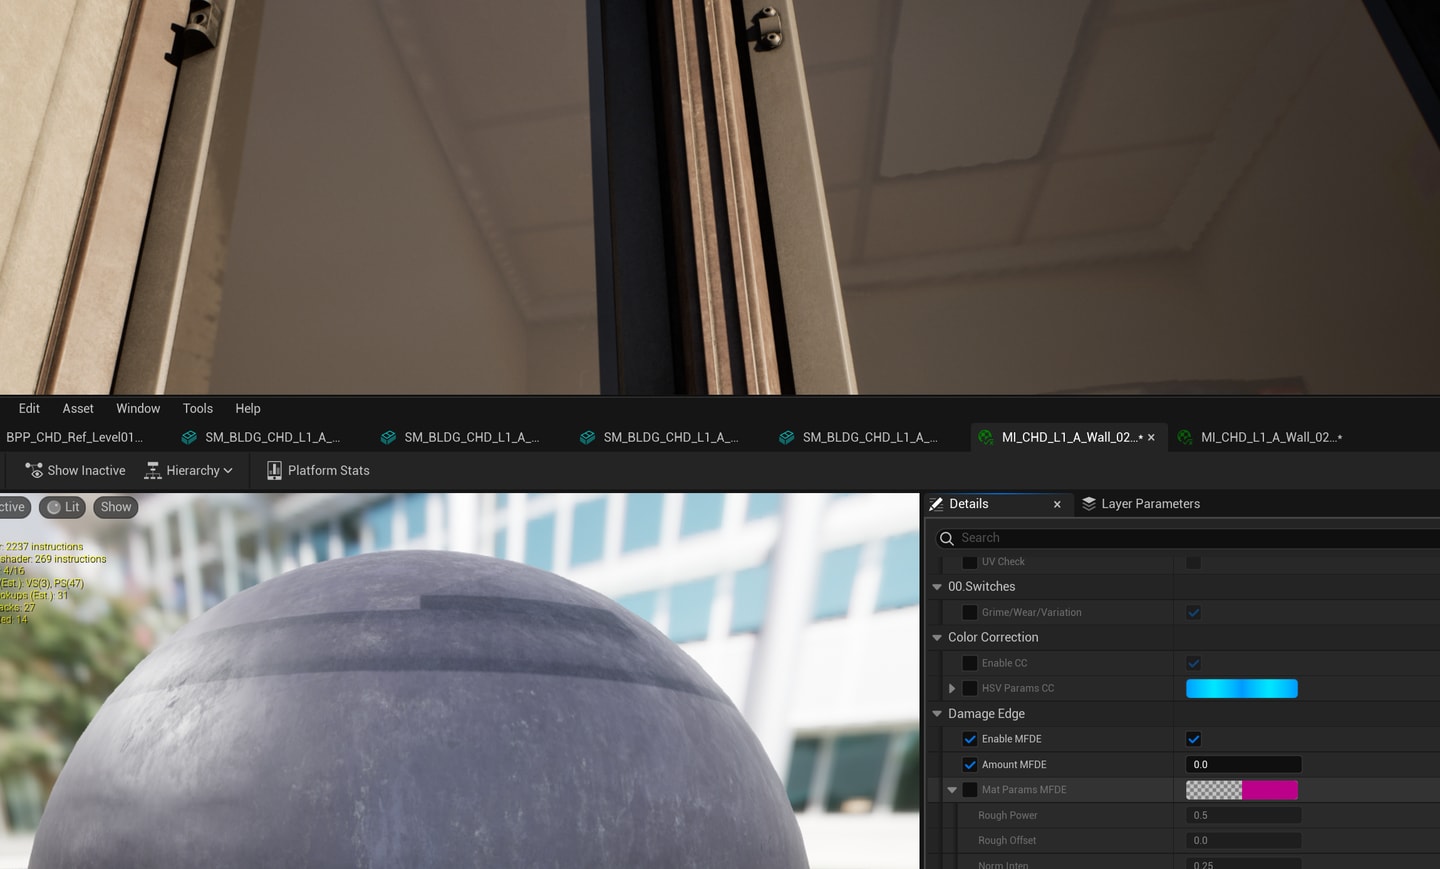 Edit Asset Window Tools Help
BPP_CHD_Ref_Level01... SM_BLDG_CHD_L1_A_... SM_BLDG_CHD_L1_A_... SM_BLDG_CHD_L1_A_... SM_BLDG_CHD_L1_A_... MI_CHD_L1_A_Wall_02...* × MI_CHD_L1_A_Wall_02...*
Show Inactive Hierarchy Platform Stats
ctive Lit Show
Details × Layer Parameters
Search
r: 2237 instructions
shader: 269 instructions
: 4/16
(Est.): VS(3), PS(47)
okups (Est.): 31
acks: 27
ed: 14
UV Check
00.Switches
Grime/Wear/Variation
Color Correction
Enable CC
HSV Params CC
Damage Edge
Enable MFDE
Amount MFDE 0.0
Mat Params MFDE
Rough Power 0.5
Rough Offset 0.0
Norm Inten 0.25